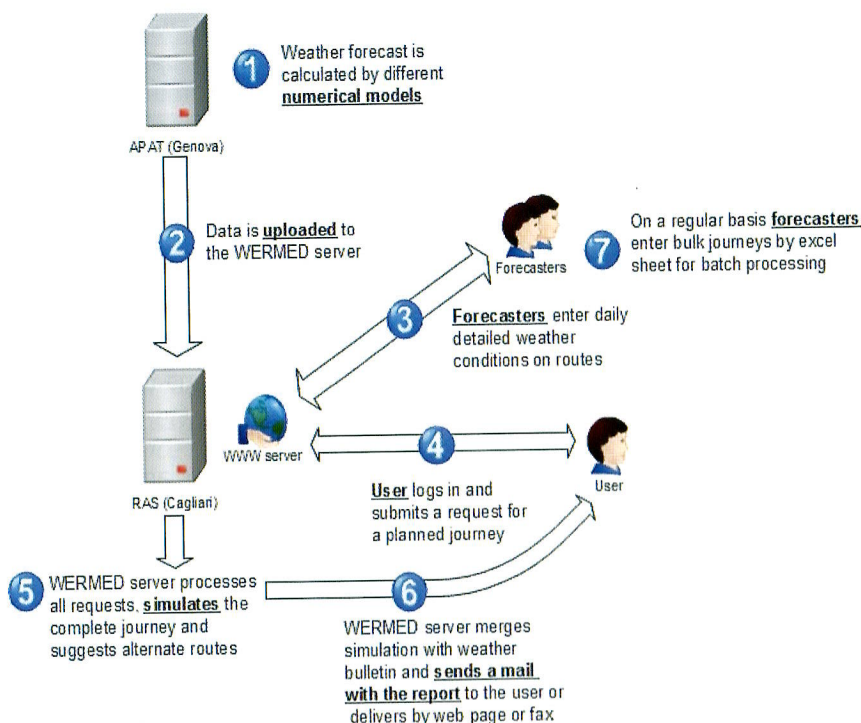 1
Weather forecast is
calculated by different
numerical models
APAT (Genova)
2
Data is uploaded to
the WERMED server
Forecasters
7
On a regular basis forecasters
enter bulk journeys by excel
sheet for batch processing
3
Forecasters enter daily
detailed weather
conditions on routes
RAS (Cagliari)
WWW server
4
User
User logs in and
submits a request for
a planned journey
5
WERMED server processes
all requests, simulates the
complete journey and
suggests alternate routes
6
WERMED server merges
simulation with weather
bulletin and sends a mail
with the report to the user or
delivers by web page or fax